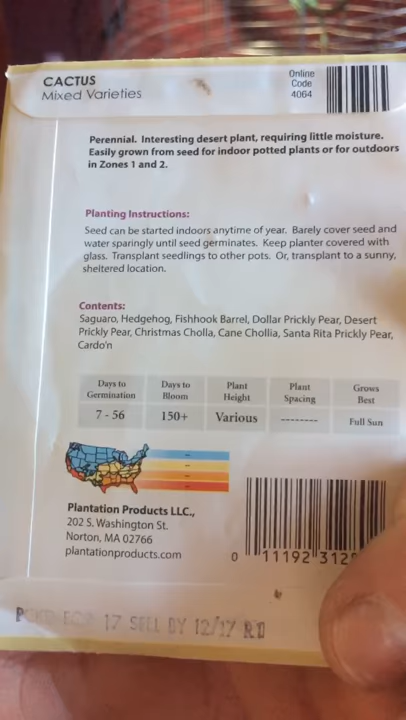 CACTUS
Mixed Varieties
Online
Code
4064
Perennial. Interesting desert plant, requiring little moisture.
Easily grown from seed for indoor potted plants or for outdoors
in Zones 1 and 2.
Planting Instructions:
Seed can be started indoors anytime of year. Barely cover seed and
water sparingly until seed germinates. Keep planter covered with
glass. Transplant seedlings to other pots. Or, transplant to a sunny,
sheltered location.
Contents:
Saguaro, Hedgehog, Fishhook Barrel, Dollar Prickly Pear, Desert
Prickly Pear, Christmas Cholla, Cane Chollia, Santa Rita Prickly Pear,
Cardo'n
Days to
Germination
Days to
Bloom
Plant
Height
Plant
Spacing
Grows
Best
7 - 56
150+
Various
--------
Full Sun
Plantation Products LLC.,
202 S. Washington St.
Norton, MA 02766
plantationproducts.com
0 11192 312
17 SELL BY 12/17